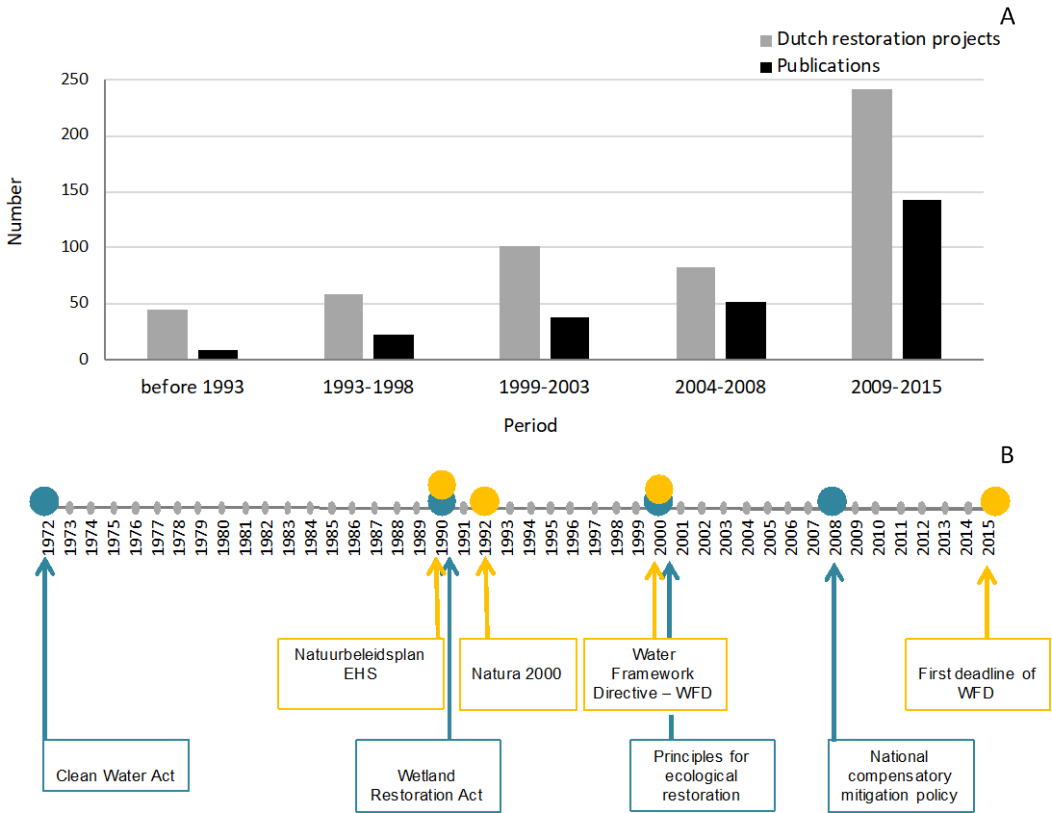 A
Dutch restoration projects
Publications
250
200
150
100
50
0
Number
before 1993
1993-1998
1999-2003
2004-2008
2009-2015
Period
B
1972
1973
1974
1975
1976
1977
1978
1979
1980
1981
1982
1983
1984
1985
1986
1987
1988
1989
1990
1991
1992
1993
1994
1995
1996
1997
1998
1999
2000
2001
2002
2003
2004
2005
2006
2007
2008
2009
2010
2011
2012
2013
2014
2015
Natuurbeleidsplan
EHS
Natura 2000
Water
Framework
Directive – WFD
First deadline of
WFD
Clean Water Act
Wetland
Restoration Act
Principles for
ecological
restoration
National
compensatory
mitigation policy